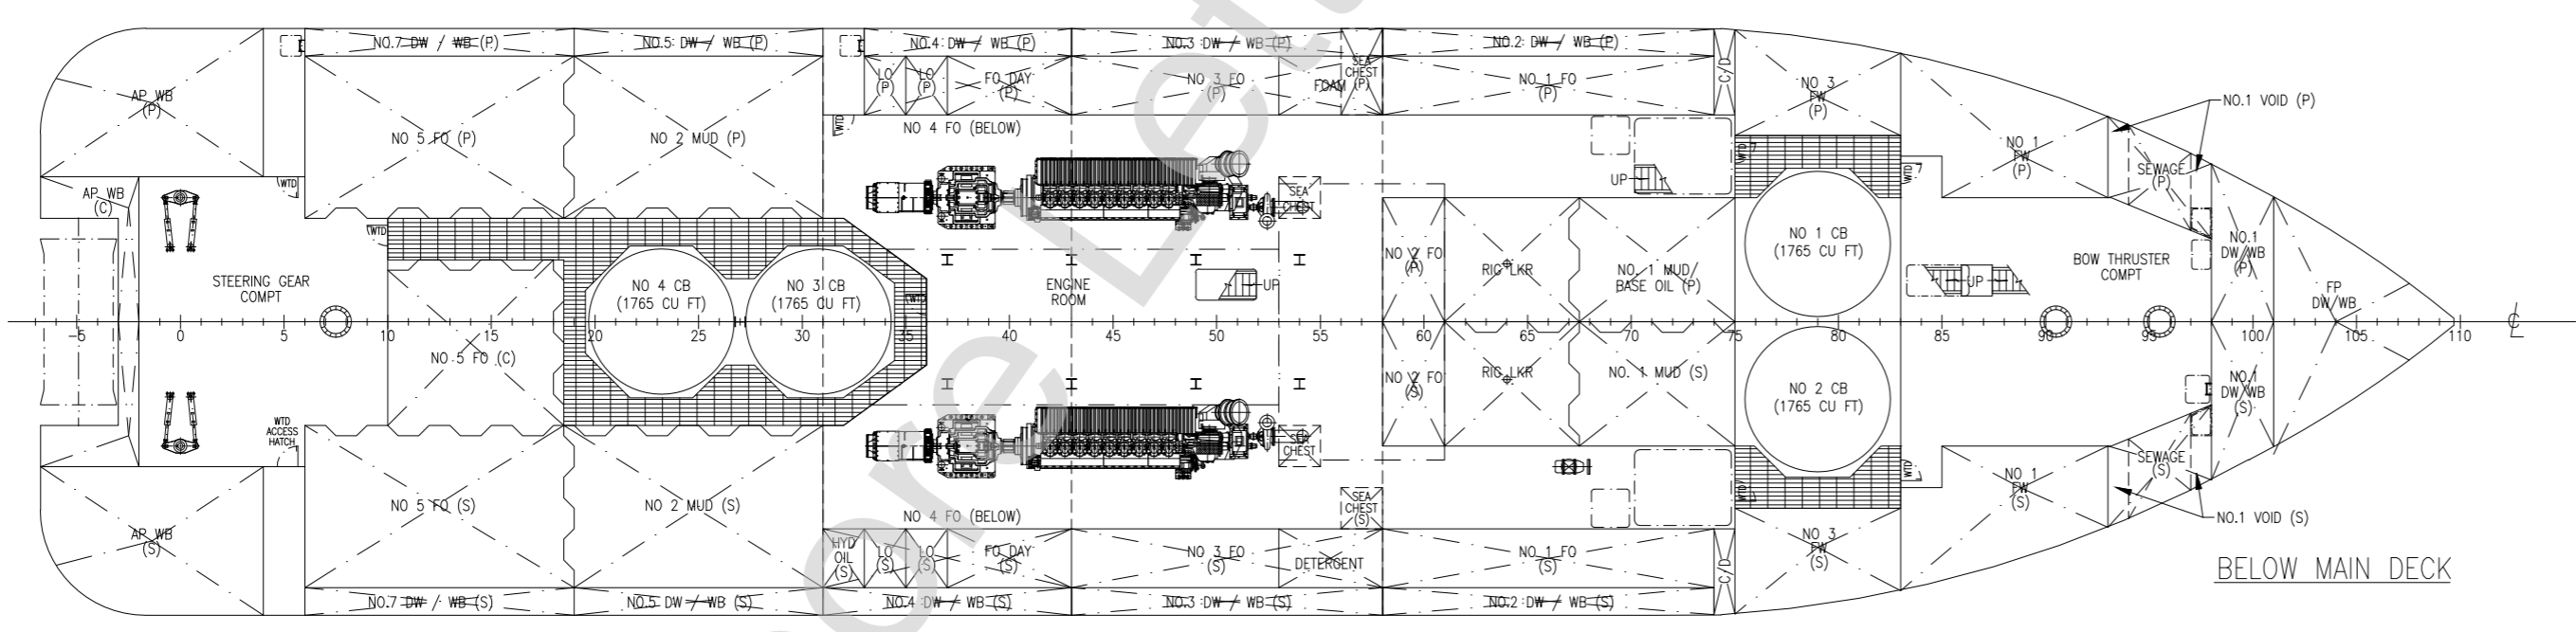 NO.7 DW / WB (P)
NO.5 DW / WB (P)
NO.4 DW / WB (P)
NO.3 DW / WB (P)
NO.2 DW / WB (P)
AP WB
(P)
NO 5 FO (P)
NO 2 MUD (P)
LO
(P)
LO
(P)
FO DAY
(P)
NO 3 FO
(P)
FOAM
SEA
CHEST
(P)
NO 1 FO
(P)
C/D
NO 3
FW
(P)
NO 1
FW
(P)
NO.1 VOID (P)
SEWAGE
(P)
NO 4 FO (BELOW)
WTD
WTD
WTD
WTD
UP
AP WB
(C)
WTD
SEA
CHEST
STEERING GEAR
COMPT
NO 4 CB
(1765 CU FT)
NO 3 CB
(1765 CU FT)
WTD
ENGINE
ROOM
UP
NO 2 FO
(P)
RIG LKR
NO. 1 MUD/
BASE OIL (P)
NO 1 CB
(1765 CU FT)
UP
BOW THRUSTER
COMPT
NO.1
DW/WB
(P)
FP
DW/WB
-5 0 5 10 15 20 25 30 35 40 45 50 55 60 65 70 75 80 85 90 95 100 105 110
CL
NO 5 FO (C)
NO 2 FO
(S)
RIG LKR
NO. 1 MUD (S)
NO 2 CB
(1765 CU FT)
NO.1
DW/WB
(S)
WTD
ACCESS
HATCH
SEA
CHEST
WTD
WTD
SEWAGE
(S)
AP WB
(S)
NO 5 FO (S)
NO 2 MUD (S)
NO 4 FO (BELOW)
SEA
CHEST
(S)
NO 1
FW
(S)
NO.1 VOID (S)
HYD
OIL
(S)
LO
(S)
LO
(S)
FO DAY
(S)
NO 3 FO
(S)
DETERGENT
NO 1 FO
(S)
C/D
NO 3
FW
(S)
BELOW MAIN DECK
NO.7 DW / WB (S)
NO.5 DW / WB (S)
NO.4 DW / WB (S)
NO.3 DW / WB (S)
NO.2 DW / WB (S)
ore Let